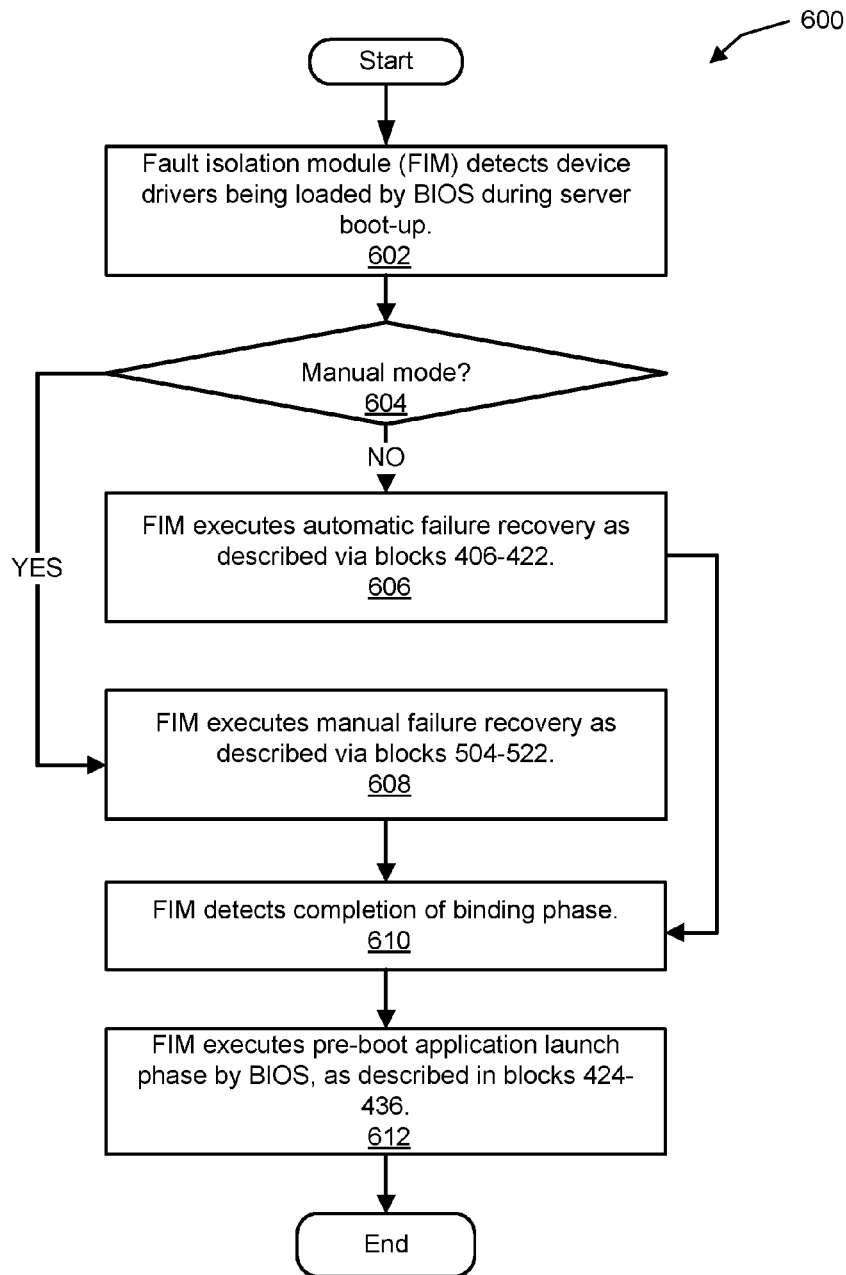 600
Start
Fault isolation module (FIM) detects device
drivers being loaded by BIOS during server
boot-up.
602
Manual mode?
604
NO
YES
FIM executes automatic failure recovery as
described via blocks 406-422.
606
FIM executes manual failure recovery as
described via blocks 504-522.
608
FIM detects completion of binding phase.
610
FIM executes pre-boot application launch
phase by BIOS, as described in blocks 424-
436.
612
End